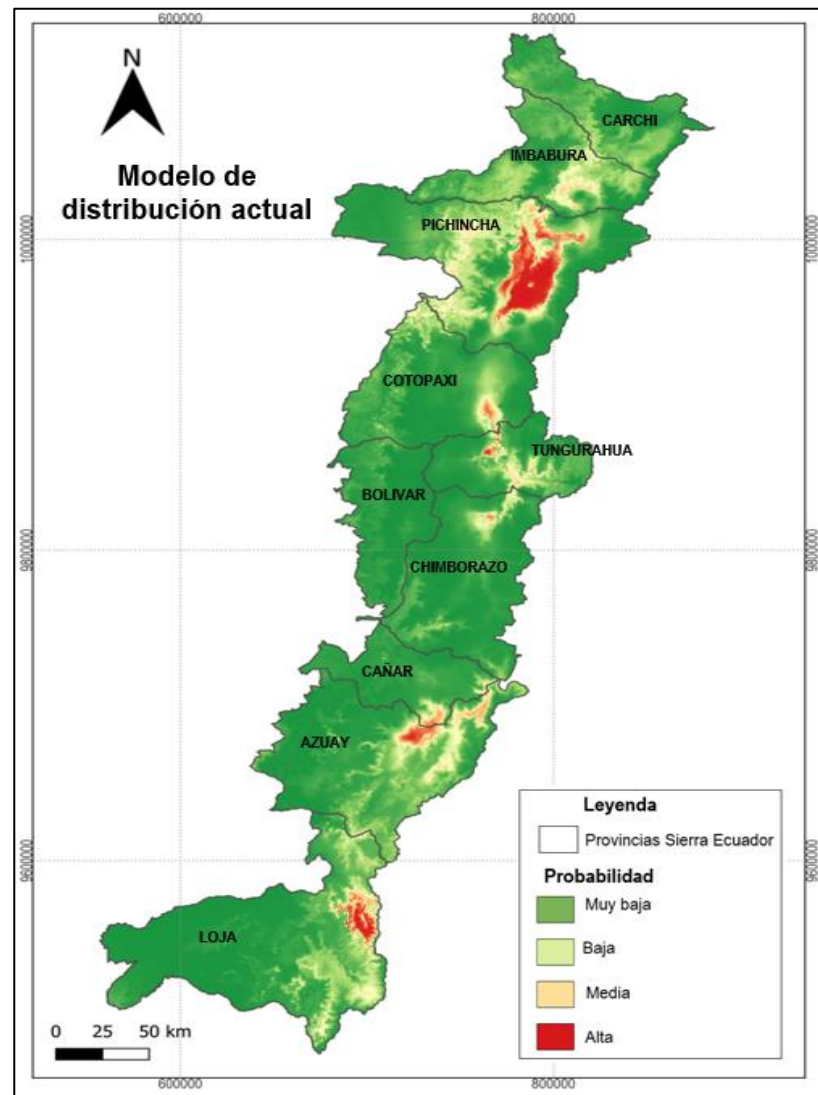 600000
800000
N
Modelo de
distribución actual
CARCHI
IMBABURA
PICHINCHA
10000000
10000000
COTOPAXI
TUNGURAHUA
BOLIVAR
9800000
9800000
CHIMBORAZO
CAÑAR
AZUAY
Leyenda
Provincias Sierra Ecuador
9600000
9600000
Probabilidad
Muy baja
LOJA
Baja
Media
0 25 50 km
Alta
600000
800000